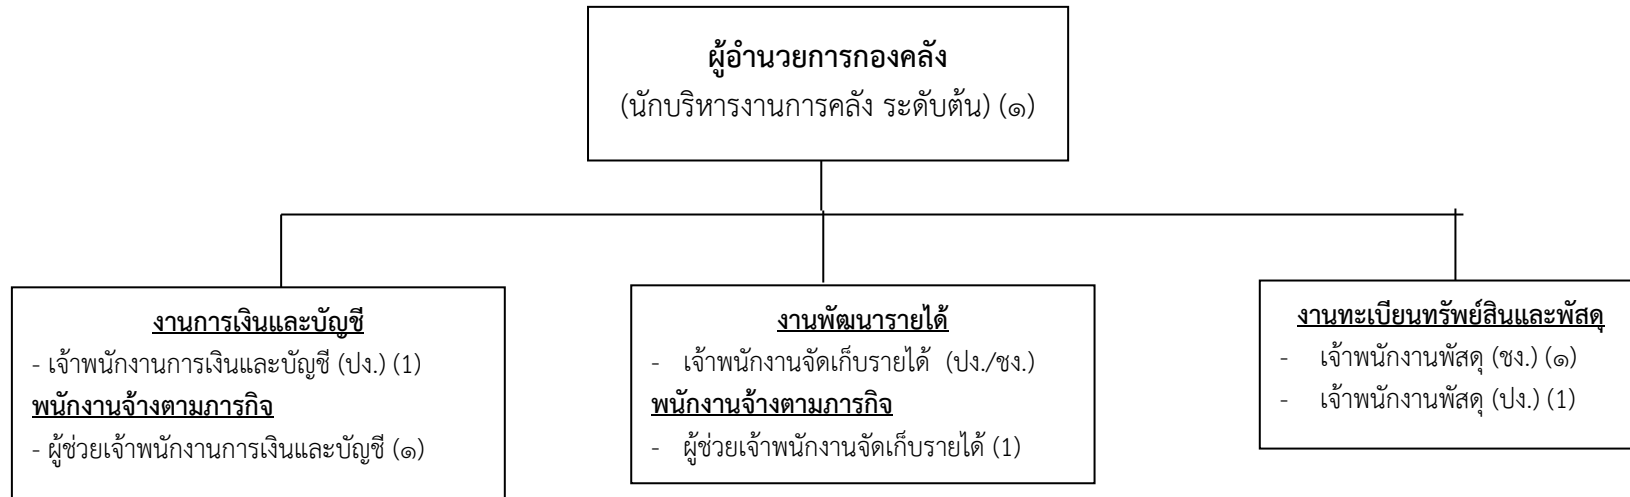 ผู้อำนวยการกองคลัง
(นักบริหารงานการคลัง ระดับต้น) (๑)
งานการเงินและบัญชี
- เจ้าพนักงานการเงินและบัญชี (ปง.) (1)
พนักงานจ้างตามภารกิจ
- ผู้ช่วยเจ้าพนักงานการเงินและบัญชี (๑)
งานพัฒนารายได้
- เจ้าพนักงานจัดเก็บรายได้ (ปง./ชง.)
พนักงานจ้างตามภารกิจ
- ผู้ช่วยเจ้าพนักงานจัดเก็บรายได้ (1)
งานทะเบียนทรัพย์สินและพัสดุ
- เจ้าพนักงานพัสดุ (ชง.) (๑)
- เจ้าพนักงานพัสดุ (ปง.) (1)